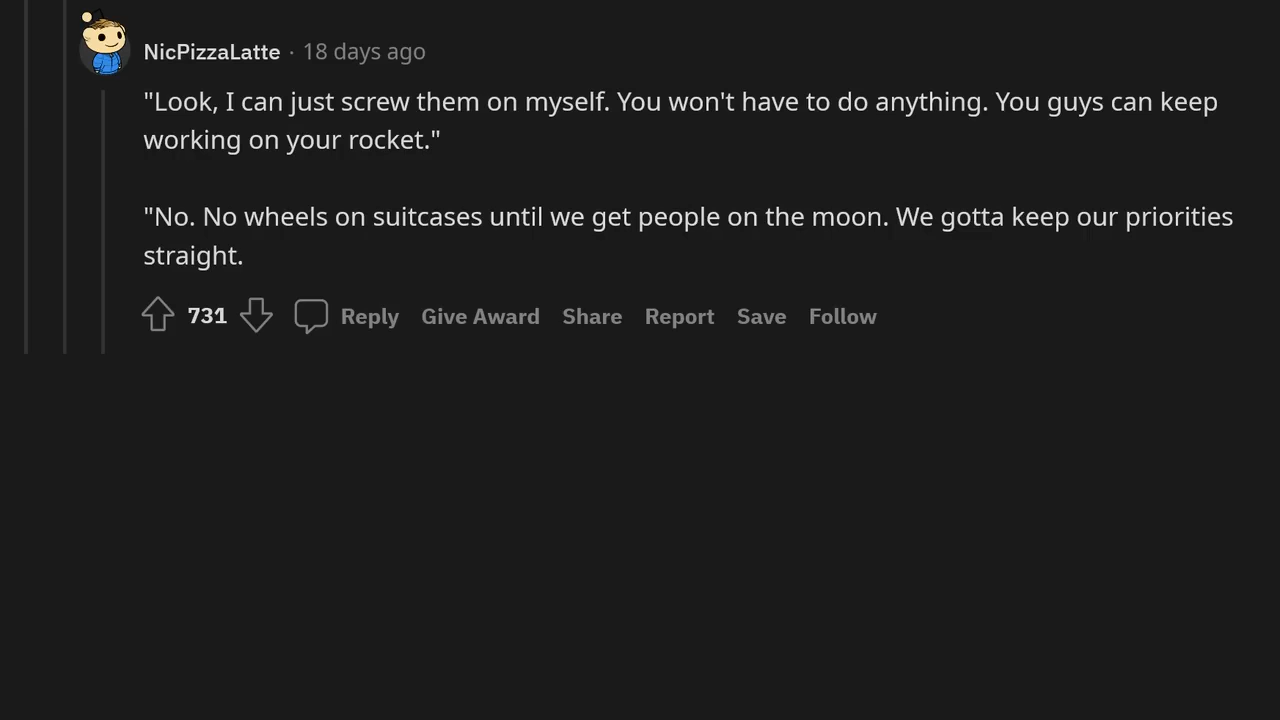 NicPizzaLatte · 18 days ago
"Look, I can just screw them on myself. You won't have to do anything. You guys can keep
working on your rocket."
"No. No wheels on suitcases until we get people on the moon. We gotta keep our priorities
straight.
731 Reply Give Award Share Report Save Follow